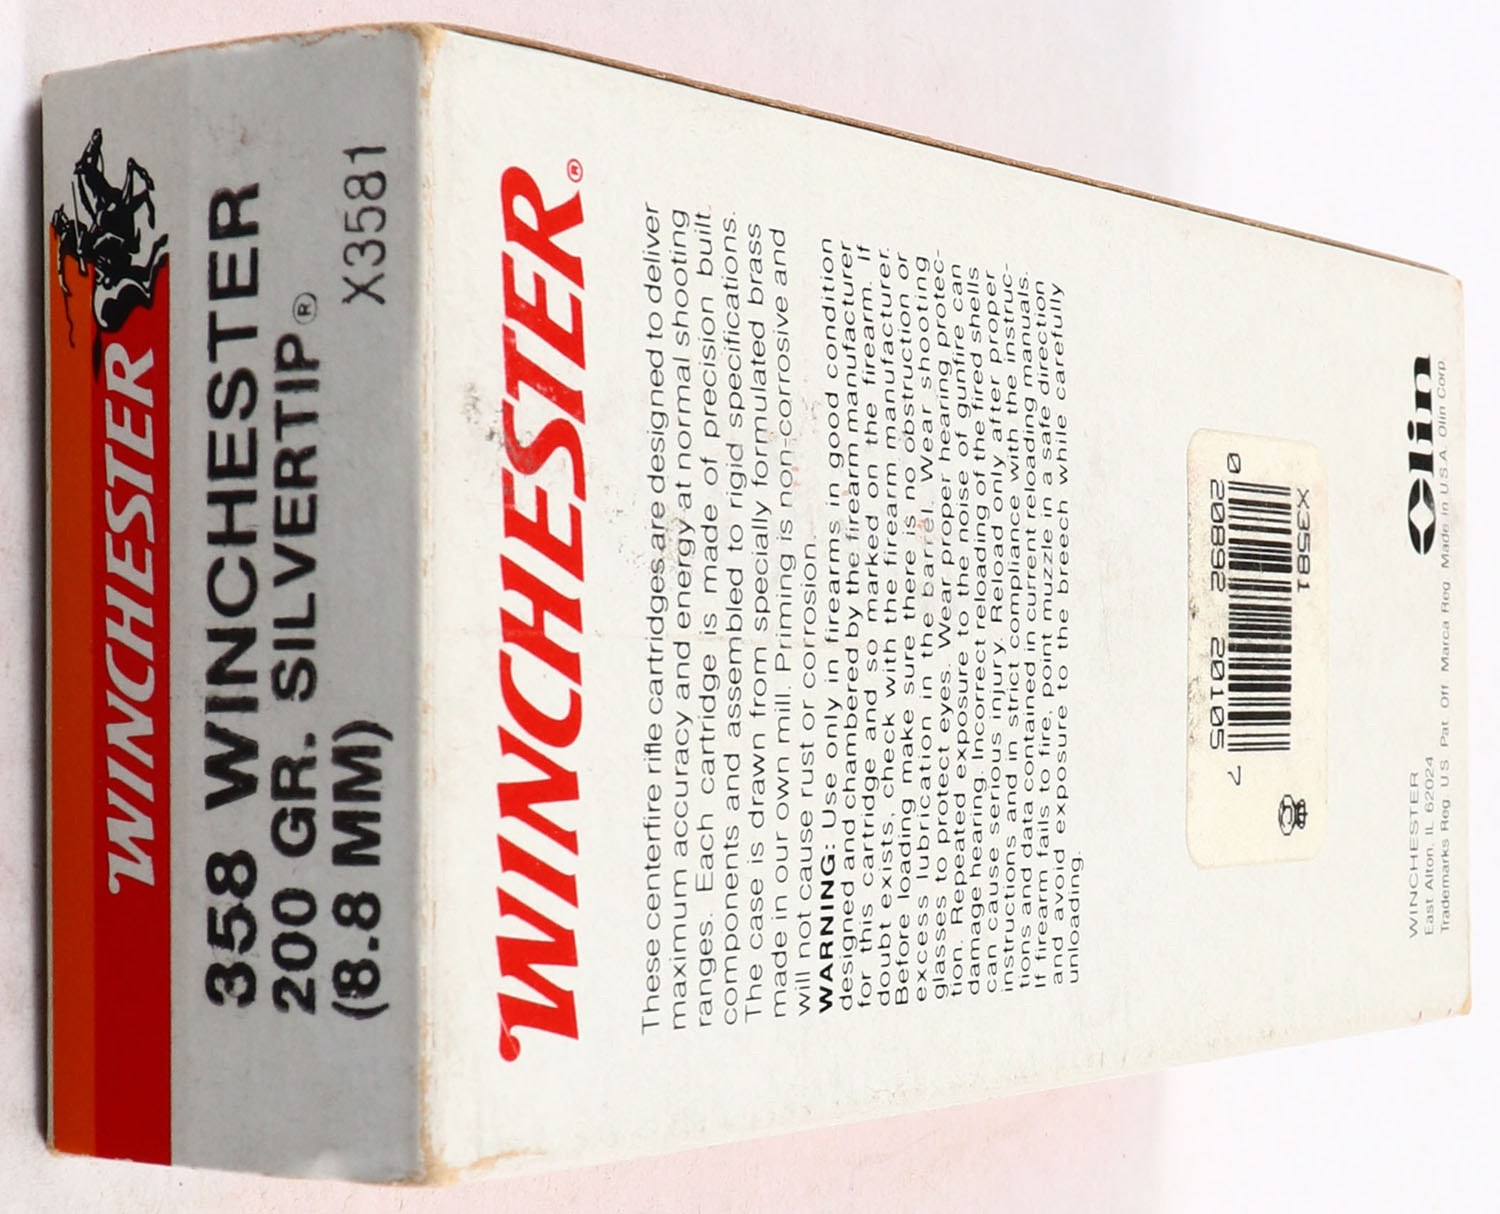 WINCHESTER
358 WINCHESTER
200 GR. SILVERTIP®
(8.8 MM)
X3581
WINCHESTER®
These centerfire rifle cartridges are designed to deliver
maximum accuracy and energy at normal shooting
ranges. Each cartridge is made of precision built
components and assembled to rigid specifications.
The case is drawn from specially formulated brass
made in our own mill. Priming is non-corrosive and
will not cause rust or corrosion.
WARNING: Use only in firearms in good condition
designed and chambered by the firearm manufacturer
for this cartridge and so marked on the firearm. If
doubt exists, check with the firearm manufacturer.
Before loading make sure there is no obstruction or
excess lubrication in the barrel. Wear shooting
glasses to protect eyes. Wear proper hearing protec-
tion. Repeated exposure to the noise of gunfire can
damage hearing. Incorrect reloading of the fired shells
can cause serious injury. Reload only after proper
instructions and in strict compliance with the instruc-
tions and data contained in current reloading manuals.
If firearm fails to fire, point muzzle in a safe direction
and avoid exposure to the breech while carefully
unloading.
X3581
0 20892 20105 7
Olin
WINCHESTER
East Alton, IL 62024
Trademarks Reg. U.S. Pat. Off. Marca Reg. Made in U.S.A. Olin Corp.